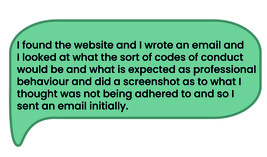 I found the website and I wrote an email and
I looked at what the sort of codes of conduct
would be and what is expected as professional
behaviour and did a screenshot as to what I
thought was not being adhered to and so I
sent an email initially.